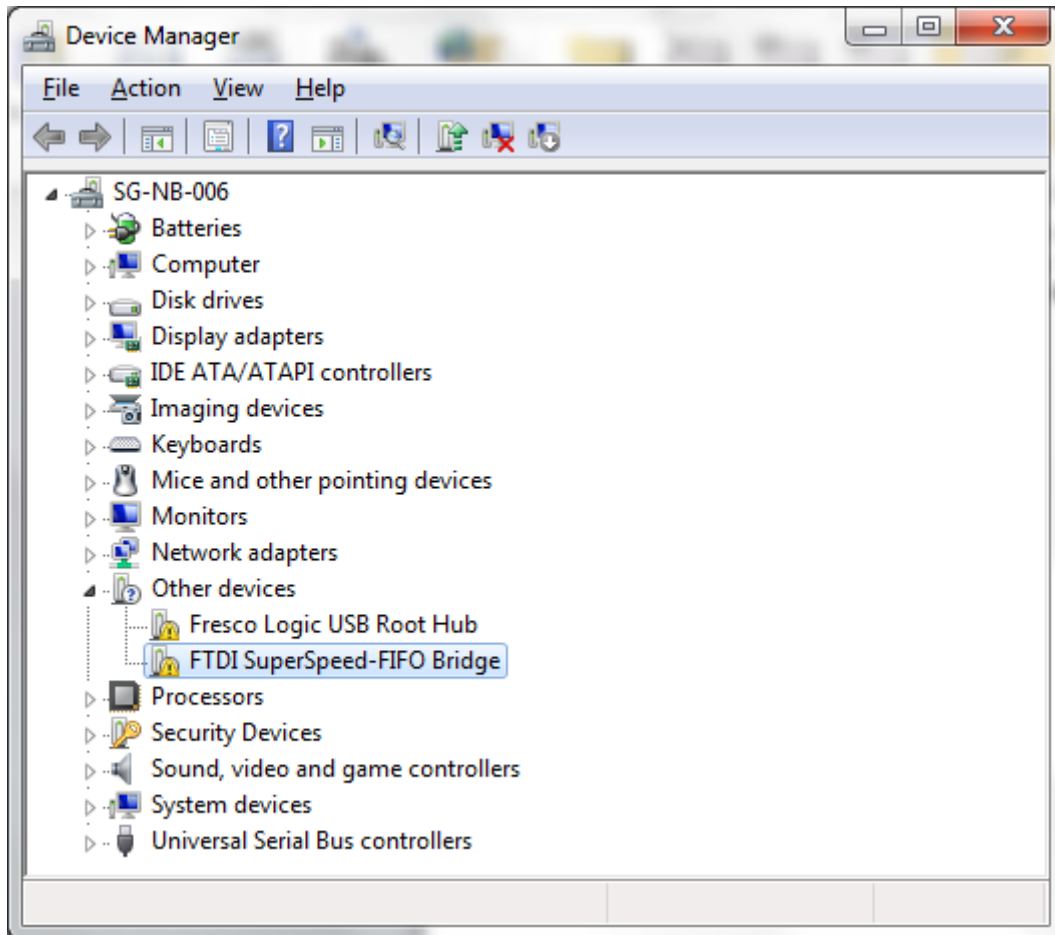 Device Manager
File Action View Help
SG-NB-006
Batteries
Computer
Disk drives
Display adapters
IDE ATA/ATAPI controllers
Imaging devices
Keyboards
Mice and other pointing devices
Monitors
Network adapters
Other devices
Fresco Logic USB Root Hub
FTDI SuperSpeed-FIFO Bridge
Processors
Security Devices
Sound, video and game controllers
System devices
Universal Serial Bus controllers